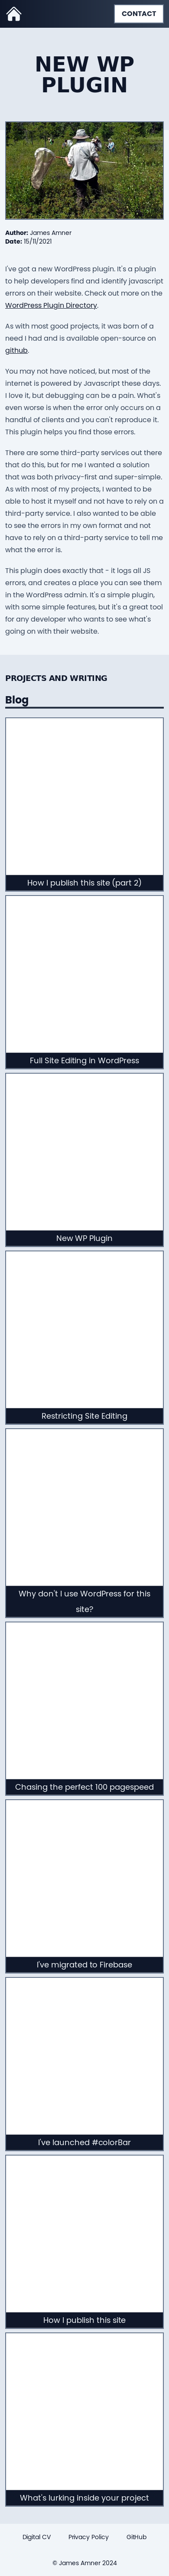 CONTACT
NEW WP
PLUGIN
Author: James Amner
Date: 15/11/2021
I've got a new WordPress plugin. It's a plugin
to help developers find and identify javascript
errors on their website. Check out more on the
WordPress Plugin Directory.
As with most good projects, it was born of a
need I had and is available open-source on
github.
You may not have noticed, but most of the
internet is powered by Javascript these days.
I love it, but debugging can be a pain. What's
even worse is when the error only occurs on a
handful of clients and you can't reproduce it.
This plugin helps you find those errors.
There are some third-party services out there
that do this, but for me I wanted a solution
that was both privacy-first and super-simple.
As with most of my projects, I wanted to be
able to host it myself and not have to rely on a
third-party service. I also wanted to be able
to see the errors in my own format and not
have to rely on a third-party service to tell me
what the error is.
This plugin does exactly that - it logs all JS
errors, and creates a place you can see them
in the WordPress admin. It's a simple plugin,
with some simple features, but it's a great tool
for any developer who wants to see what's
going on with their website.
PROJECTS AND WRITING
Blog
How I publish this site (part 2)
Full Site Editing in WordPress
New WP Plugin
Restricting Site Editing
Why don't I use WordPress for this
site?
Chasing the perfect 100 pagespeed
I've migrated to Firebase
I've launched #colorBar
How I publish this site
What's lurking inside your project
Digital CV Privacy Policy GitHub
© James Amner 2024